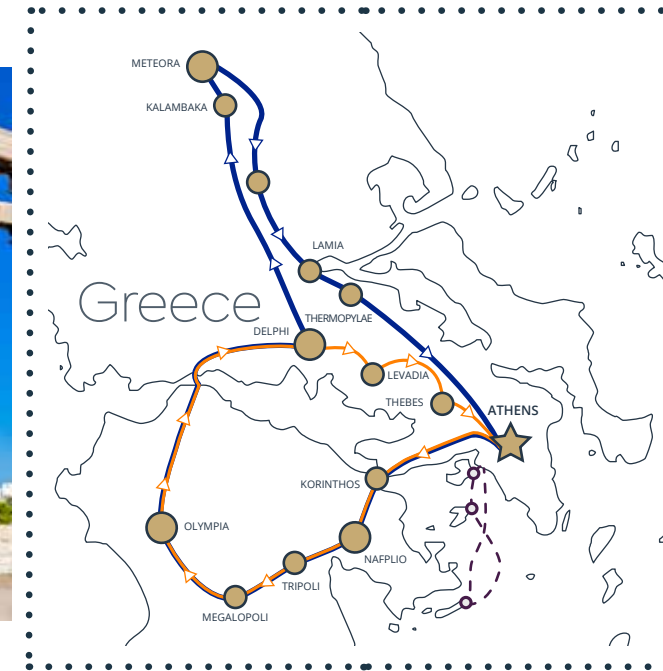 METEORA
KALAMBAKA
LAMIA
Greece
THERMOPYLAE
DELPHI
LEVADIA
THEBES
ATHENS
KORINTHOS
OLYMPIA
NAFPLIO
TRIPOLI
MEGALOPOLI